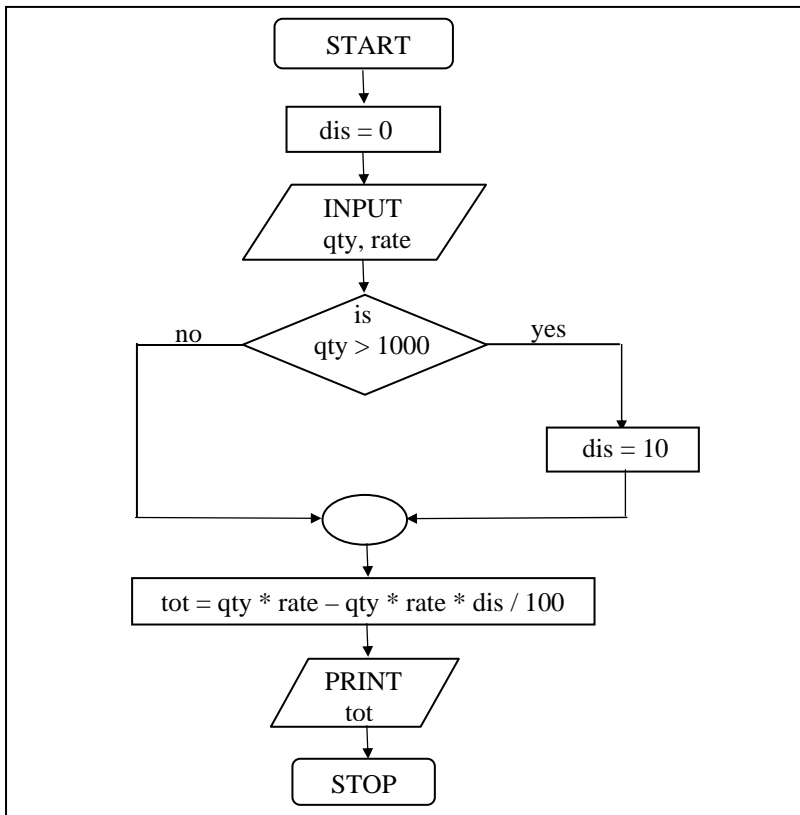 START
dis = 0
INPUT
qty, rate
is
qty > 1000
no
yes
dis = 10
tot = qty * rate – qty * rate * dis / 100
PRINT
tot
STOP